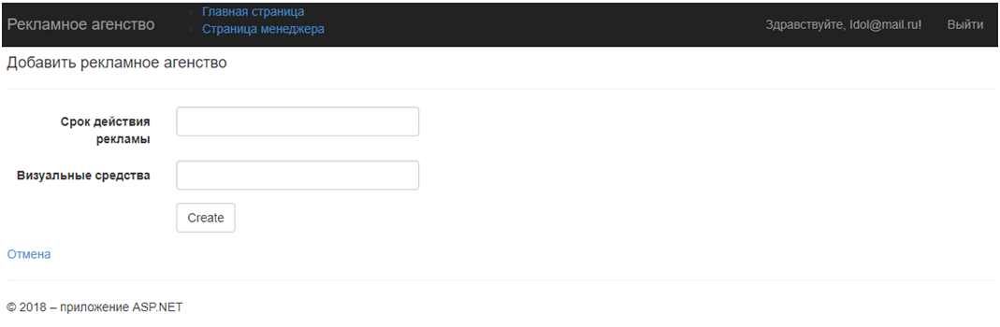 Рекламное агенство
Главная страница
Страница менеджера
Здравствуйте, Idol@mail.ru!
Выйти
Добавить рекламное агенство
Срок действия
рекламы
Визуальные средства
Create
Отмена
© 2018 – приложение ASP.NET